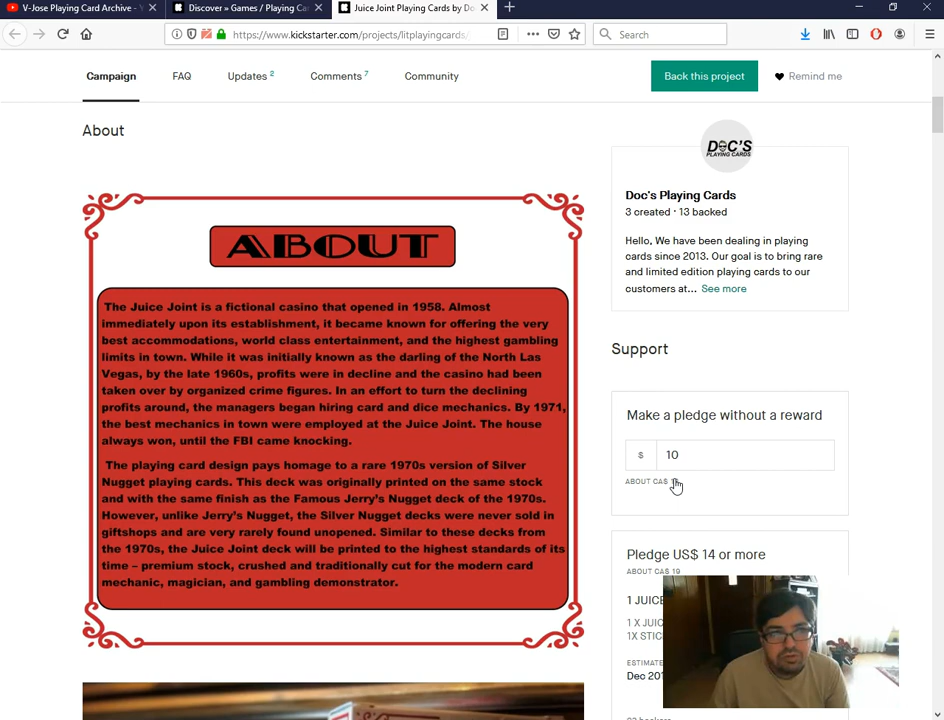 V-Jose Playing Card Archive -
Discover » Games / Playing Ca
Juice Joint Playing Cards by Do
https://www.kickstarter.com/projects/litplayingcards/
Search
Campaign
FAQ
Updates 2
Comments 7
Community
Back this project
Remind me
About
ABOUT
The Juice Joint is a fictional casino that opened in 1958. Almost
immediately upon its establishment, it became known for offering the very
best accommodations, world class entertainment, and the highest gambling
limits in town. While it was initially known as the darling of the North Las
Vegas, by the late 1960s, profits were in decline and the casino had been
taken over by organized crime figures. In an effort to turn the declining
profits around, the managers began hiring card and dice mechanics. By 1971,
the best mechanics in town were employed at the Juice Joint. The house
always won, until the FBI came knocking.
The playing card design pays homage to a rare 1970s version of Silver
Nugget playing cards. This deck was originally printed on the same stock
and with the same finish as the Famous Jerry's Nugget deck of the 1970s.
However, unlike Jerry's Nugget, the Silver Nugget decks were never sold in
giftshops and are very rarely found unopened. Similar to these decks from
the 1970s, the Juice Joint deck will be printed to the highest standards of its
time – premium stock, crushed and traditionally cut for the modern card
mechanic, magician, and gambling demonstrator.
DOC'S
PLAYING CARDS
Doc's Playing Cards
3 created · 13 backed
Hello, We have been dealing in playing
cards since 2013. Our goal is to bring rare
and limited edition playing cards to our
customers at... See more
Support
Make a pledge without a reward
$ 10
ABOUT CA$
Pledge US$ 14 or more
ABOUT CA$ 19
1 JUICE
1 X JUIC
1X STIC
ESTIMATE
Dec 201